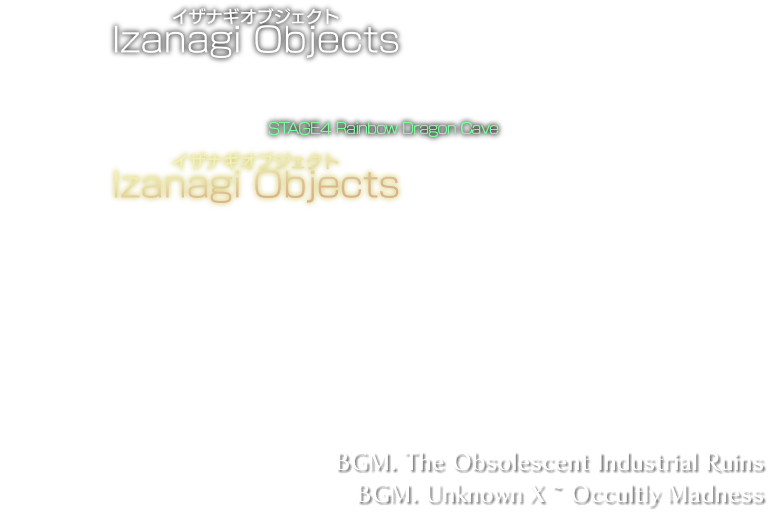 イザナギオブジェクト
Izanagi Objects
STAGE4 Rainbow Dragon Cave
イザナギオブジェクト
Izanagi Objects
BGM. The Obsolescent Industrial Ruins
BGM. Unknown X ~ Occultly Madness